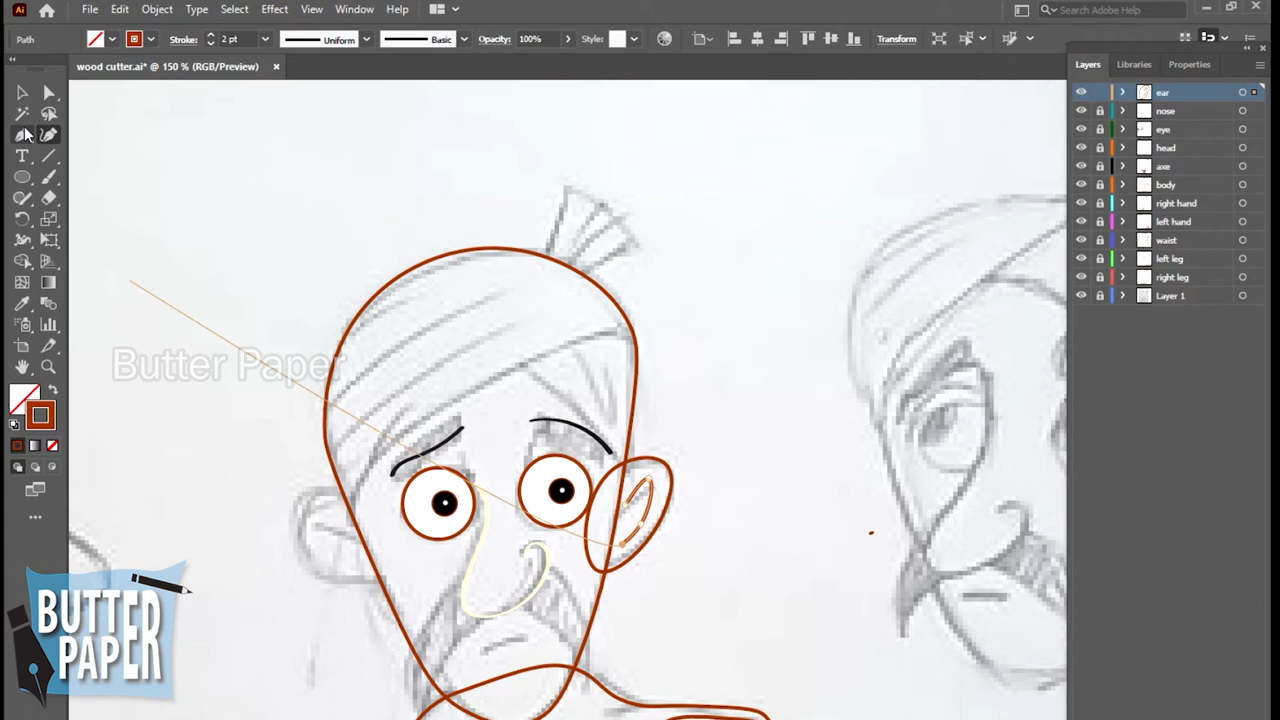 Ai
File Edit Object Type Select Effect View Window Help
Search Adobe Help
Path
Stroke: 2 pt Uniform Basic Opacity: 100% Style: Transform
wood cutter.ai* @ 150 % (RGB/Preview) ×
Layers Libraries Properties
ear
nose
eye
head
axe
body
right hand
left hand
waist
left leg
right leg
Layer 1
T
Butter Paper
BUTTER
PAPER